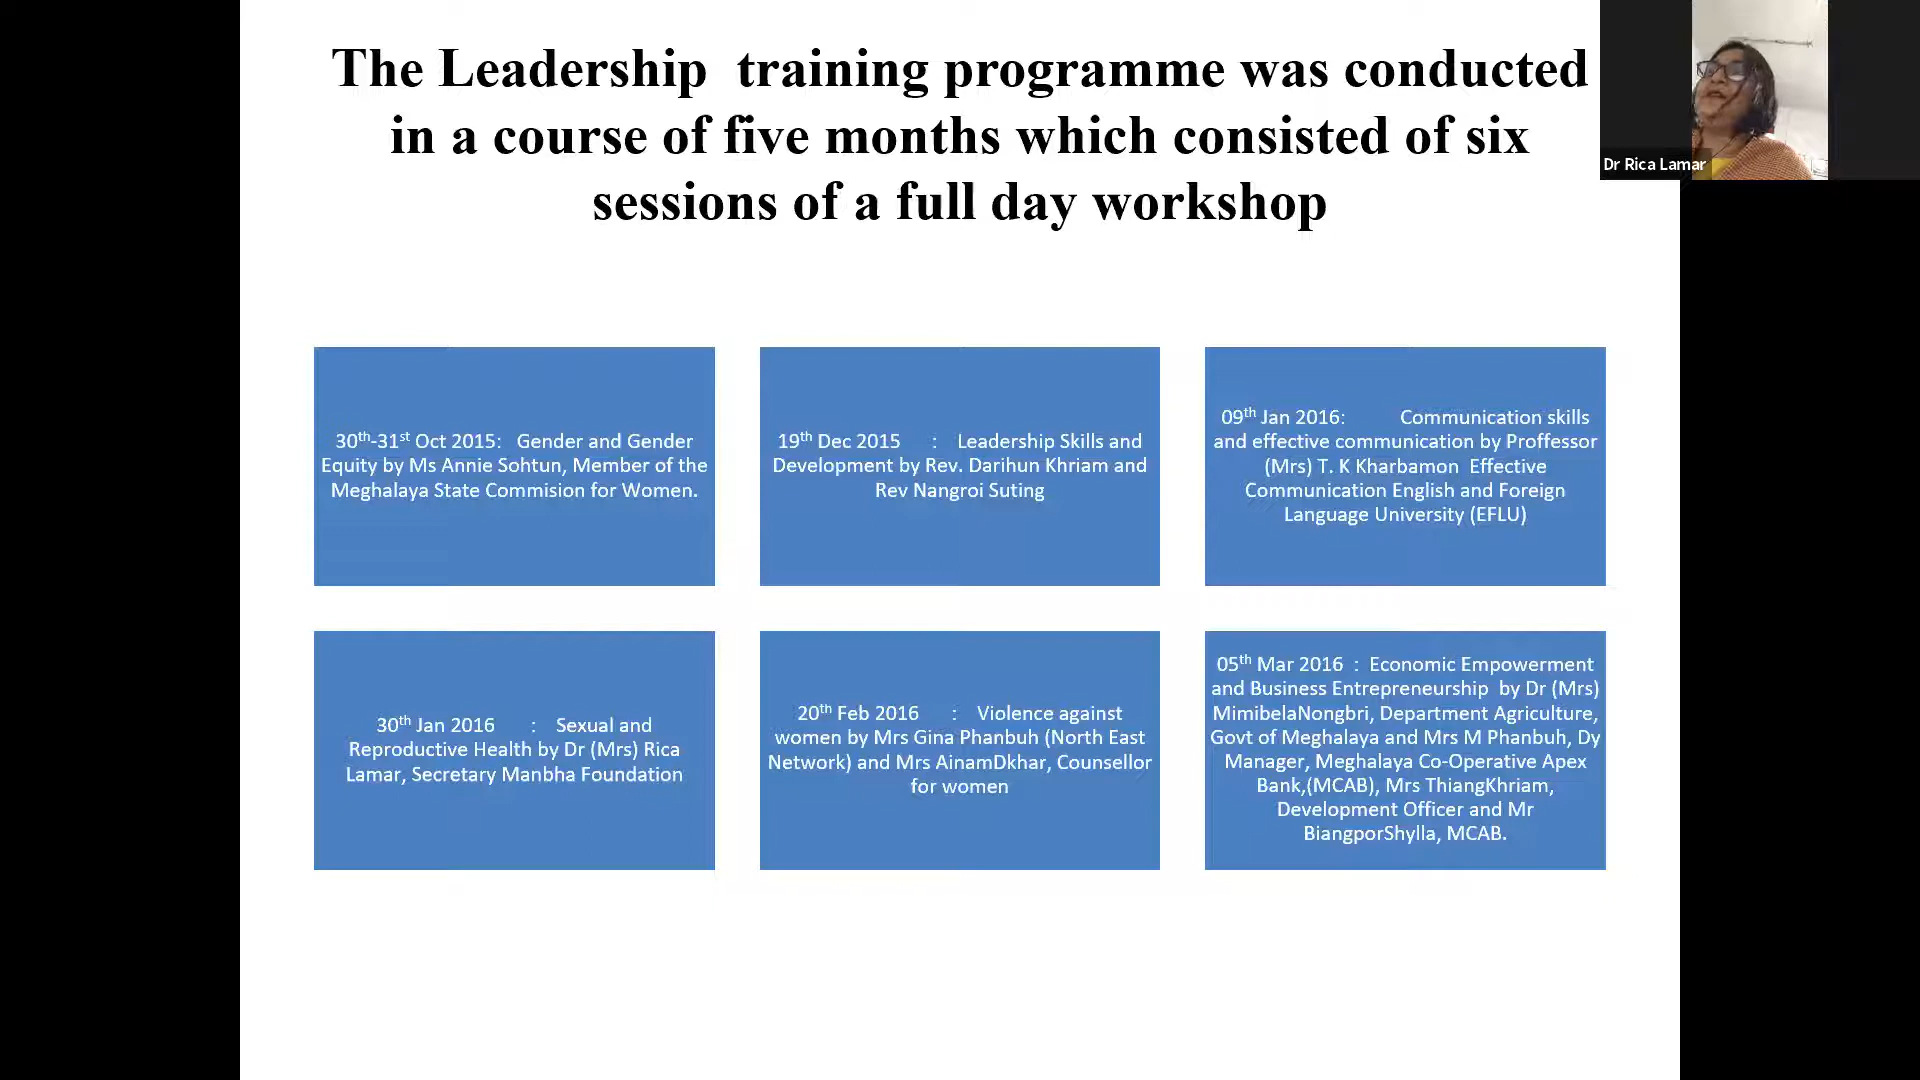 The Leadership  training programme was conducted
in a course of five months which consisted of six
sessions of a full day workshop
Dr Rica Lamar
30th-31st Oct 2015:   Gender and Gender
Equity by Ms Annie Sohtun, Member of the
Meghalaya State Commision for Women.
19th Dec 2015     :    Leadership Skills and
Development by Rev. Darihun Khriam and
Rev Nangroi Suting
09th Jan 2016:          Communication skills
and effective communication by Proffessor
(Mrs) T. K Kharbamon  Effective
Communication English and Foreign
Language University (EFLU)
30th Jan 2016      :    Sexual and
Reproductive Health by Dr (Mrs) Rica
Lamar, Secretary Manbha Foundation
20th Feb 2016      :    Violence against
women by Mrs Gina Phanbuh (North East
Network) and Mrs AinamDkhar, Counsellor
for women
05th Mar 2016  :  Economic Empowerment
and Business Entrepreneurship  by Dr (Mrs)
MimibelaNongbri, Department Agriculture,
Govt of Meghalaya and Mrs M Phanbuh, Dy
Manager, Meghalaya Co-Operative Apex
Bank,(MCAB), Mrs ThiangKhriam,
Development Officer and Mr
BiangporShylla, MCAB.